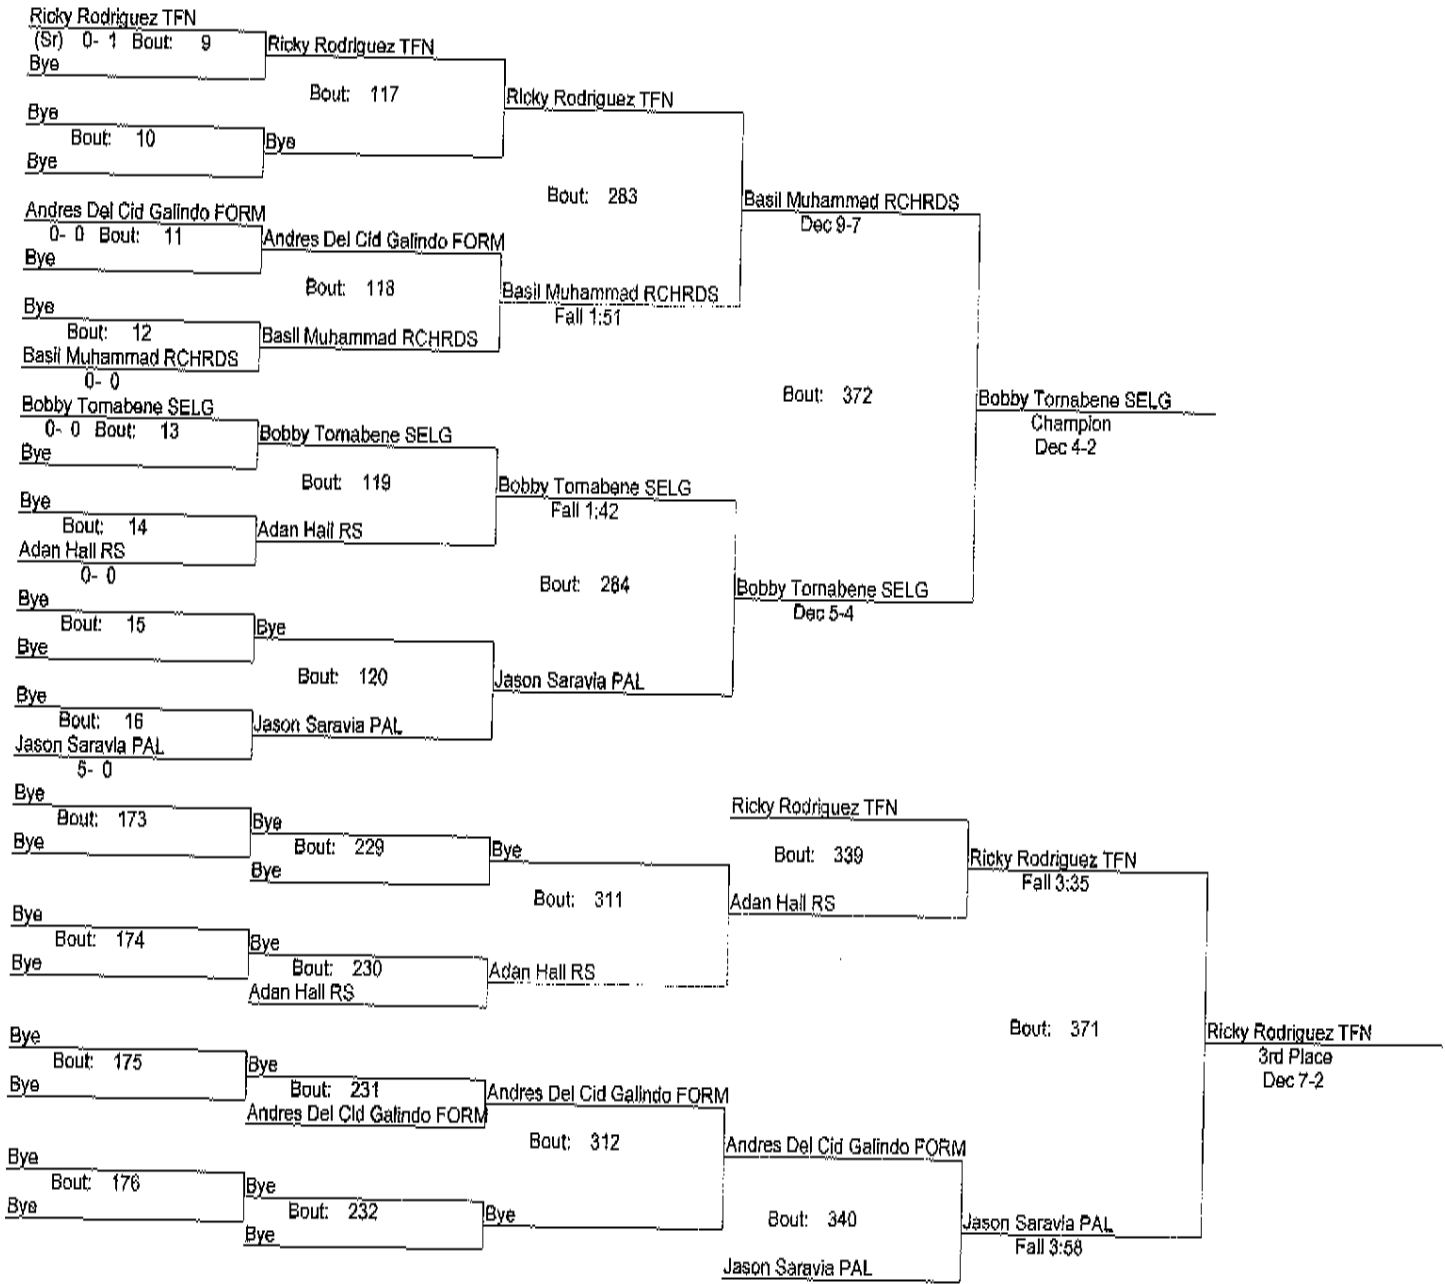 Ricky Rodriguez TFN
(Sr) 0- 1 Bout: 9
Ricky Rodriguez TFN
Bye
Bout: 117
Ricky Rodriguez TFN
Bye
Bout: 10
Bye
Bye
Bout: 283
Basil Muhammad RCHRDS
Dec 9-7
Andres Del Cid Galindo FORM
0- 0 Bout: 11
Andres Del Cid Galindo FORM
Bye
Bout: 118
Basil Muhammad RCHRDS
Fall 1:51
Bye
Bout: 12
Basil Muhammad RCHRDS
Basil Muhammad RCHRDS
0- 0
Bout: 372
Bobby Tornabene SELG
Champion
Dec 4-2
Bobby Tornabene SELG
0- 0 Bout: 13
Bobby Tornabene SELG
Bye
Bout: 119
Bobby Tornabene SELG
Fall 1:42
Bye
Bout: 14
Adan Hall RS
Adan Hall RS
0- 0
Bout: 284
Bobby Tornabene SELG
Dec 5-4
Bye
Bout: 15
Bye
Bye
Bout: 120
Jason Saravia PAL
Bye
Bout: 16
Jason Saravia PAL
Jason Saravia PAL
5- 0
Bye
Bout: 173
Bye
Bye
Bout: 229
Bye
Bye
Ricky Rodriguez TFN
Bout: 339
Ricky Rodriguez TFN
Fall 3:35
Bout: 311
Adan Hall RS
Bye
Bout: 174
Bye
Bye
Bout: 230
Adan Hall RS
Adan Hall RS
Bout: 371
Ricky Rodriguez TFN
3rd Place
Dec 7-2
Bye
Bout: 175
Bye
Bye
Bout: 231
Andres Del Cid Galindo FORM
Andres Del Cid Galindo FORM
Bout: 312
Andres Del Cid Galindo FORM
Bye
Bout: 176
Bye
Bye
Bout: 232
Bye
Bye
Bout: 340
Jason Saravia PAL
Fall 3:58
Jason Saravia PAL